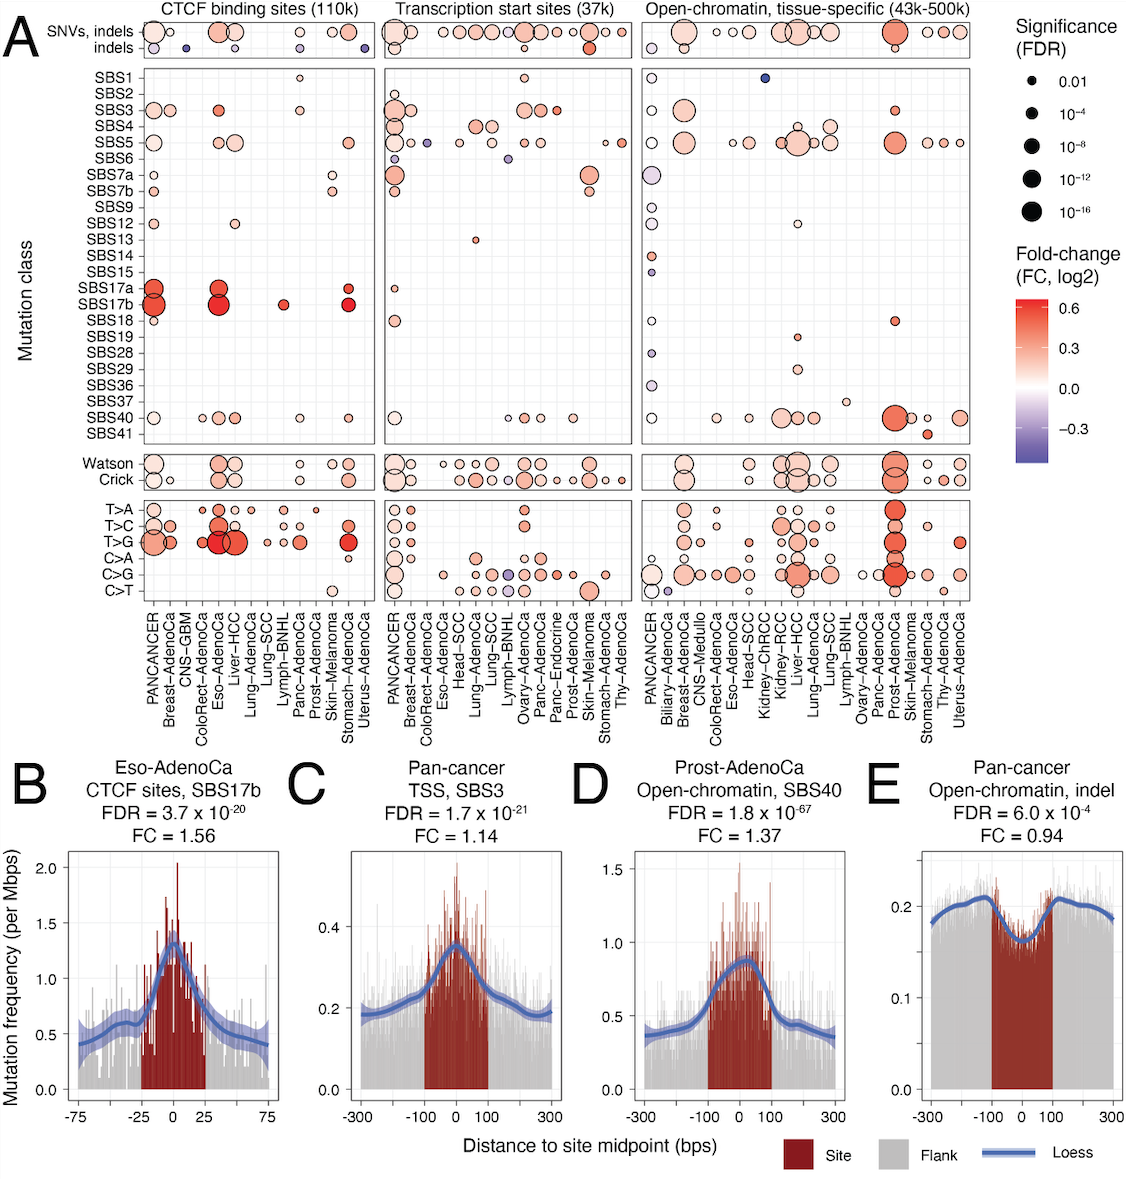 A
CTCF binding sites (110k)
Transcription start sites (37k)
Open-chromatin, tissue-specific (43k-500k)
Mutation class
SNVs, indels
indels
SBS1
SBS2
SBS3
SBS4
SBS5
SBS6
SBS7a
SBS7b
SBS9
SBS12
SBS13
SBS14
SBS15
SBS17a
SBS17b
SBS18
SBS19
SBS28
SBS29
SBS36
SBS37
SBS40
SBS41
Watson
Crick
T>A
T>C
T>G
C>A
C>G
C>T
PANCANCER
Breast-AdenoCa
CNS-GBM
ColoRect-AdenoCa
Eso-AdenoCa
Liver-HCC
Lung-AdenoCa
Lung-SCC
Lymph-BNHL
Panc-AdenoCa
Prost-AdenoCa
Skin-Melanoma
Stomach-AdenoCa
Uterus-AdenoCa
PANCANCER
Breast-AdenoCa
ColoRect-AdenoCa
Eso-AdenoCa
Head-SCC
Lung-AdenoCa
Lung-SCC
Lymph-BNHL
Ovary-AdenoCa
Panc-AdenoCa
Panc-Endocrine
Prost-AdenoCa
Skin-Melanoma
Stomach-AdenoCa
Thy-AdenoCa
PANCANCER
Biliary-AdenoCa
Breast-AdenoCa
CNS-Medullo
ColoRect-AdenoCa
Eso-AdenoCa
Head-SCC
Kidney-ChRCC
Kidney-RCC
Liver-HCC
Lung-AdenoCa
Lung-SCC
Lymph-BNHL
Ovary-AdenoCa
Panc-AdenoCa
Prost-AdenoCa
Skin-Melanoma
Stomach-AdenoCa
Thy-AdenoCa
Uterus-AdenoCa
Significance
(FDR)
0.01
10⁻⁴
10⁻⁸
10⁻¹²
10⁻¹⁶
Fold-change
(FC, log2)
0.6
0.3
0.0
−0.3
B
Eso-AdenoCa
CTCF sites, SBS17b
FDR = 3.7 x 10⁻²⁰
FC = 1.56
Mutation frequency (per Mbps)
2.0
1.5
1.0
0.5
0.0
-75
-25
0
25
75
C
Pan-cancer
TSS, SBS3
FDR = 1.7 x 10⁻²¹
FC = 1.14
0.4
0.2
0.0
-300
-100
0
100
300
D
Prost-AdenoCa
Open-chromatin, SBS40
FDR = 1.8 x 10⁻⁶⁷
FC = 1.37
1.5
1.0
0.5
0.0
-300
-100
0
100
300
E
Pan-cancer
Open-chromatin, indel
FDR = 6.0 x 10⁻⁴
FC = 0.94
0.2
0.1
0.0
-300
-100
0
100
300
Distance to site midpoint (bps)
Site
Flank
Loess